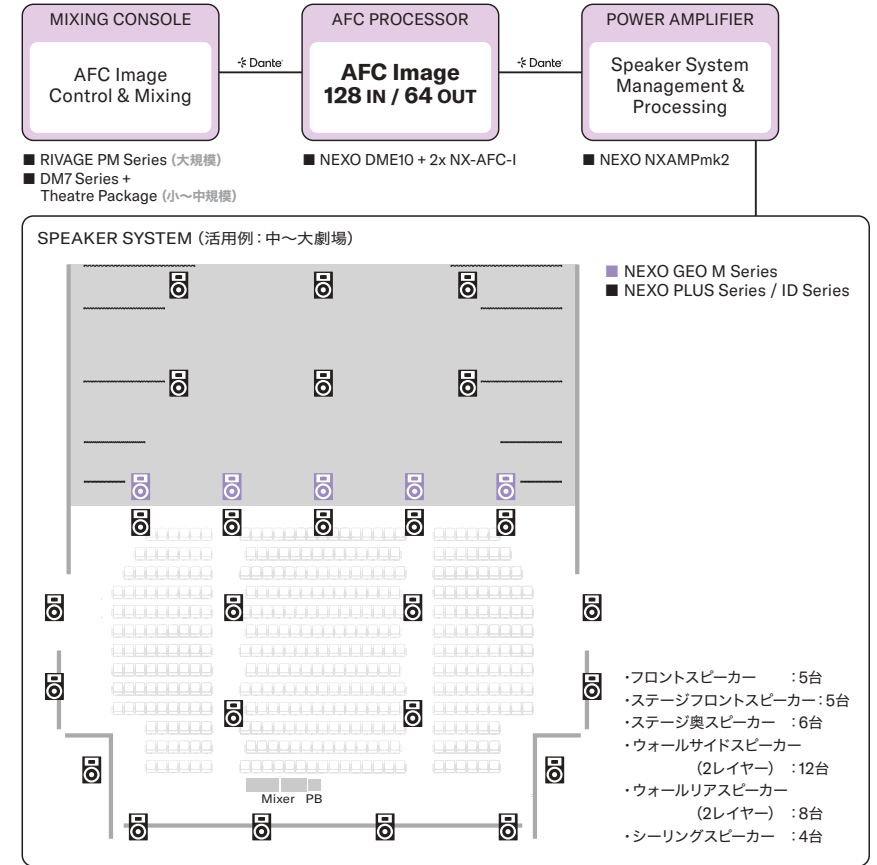 MIXING CONSOLE
AFC Image
Control & Mixing
Dante
AFC PROCESSOR
AFC Image
128 IN / 64 OUT
Dante
POWER AMPLIFIER
Speaker System
Management &
Processing
■ RIVAGE PM Series (大規模)
■ DM7 Series +
Theatre Package (小〜中規模)
■ NEXO DME10 + 2x NX-AFC-I
■ NEXO NXAMPmk2
SPEAKER SYSTEM (活用例:中〜大劇場)
■ NEXO GEO M Series
■ NEXO PLUS Series / ID Series
・フロントスピーカー :5台
・ステージフロントスピーカー:5台
・ステージ奥スピーカー :6台
・ウォールサイドスピーカー
(2レイヤー) :12台
・ウォールリアスピーカー
(2レイヤー) :8台
・シーリングスピーカー :4台
Mixer PB